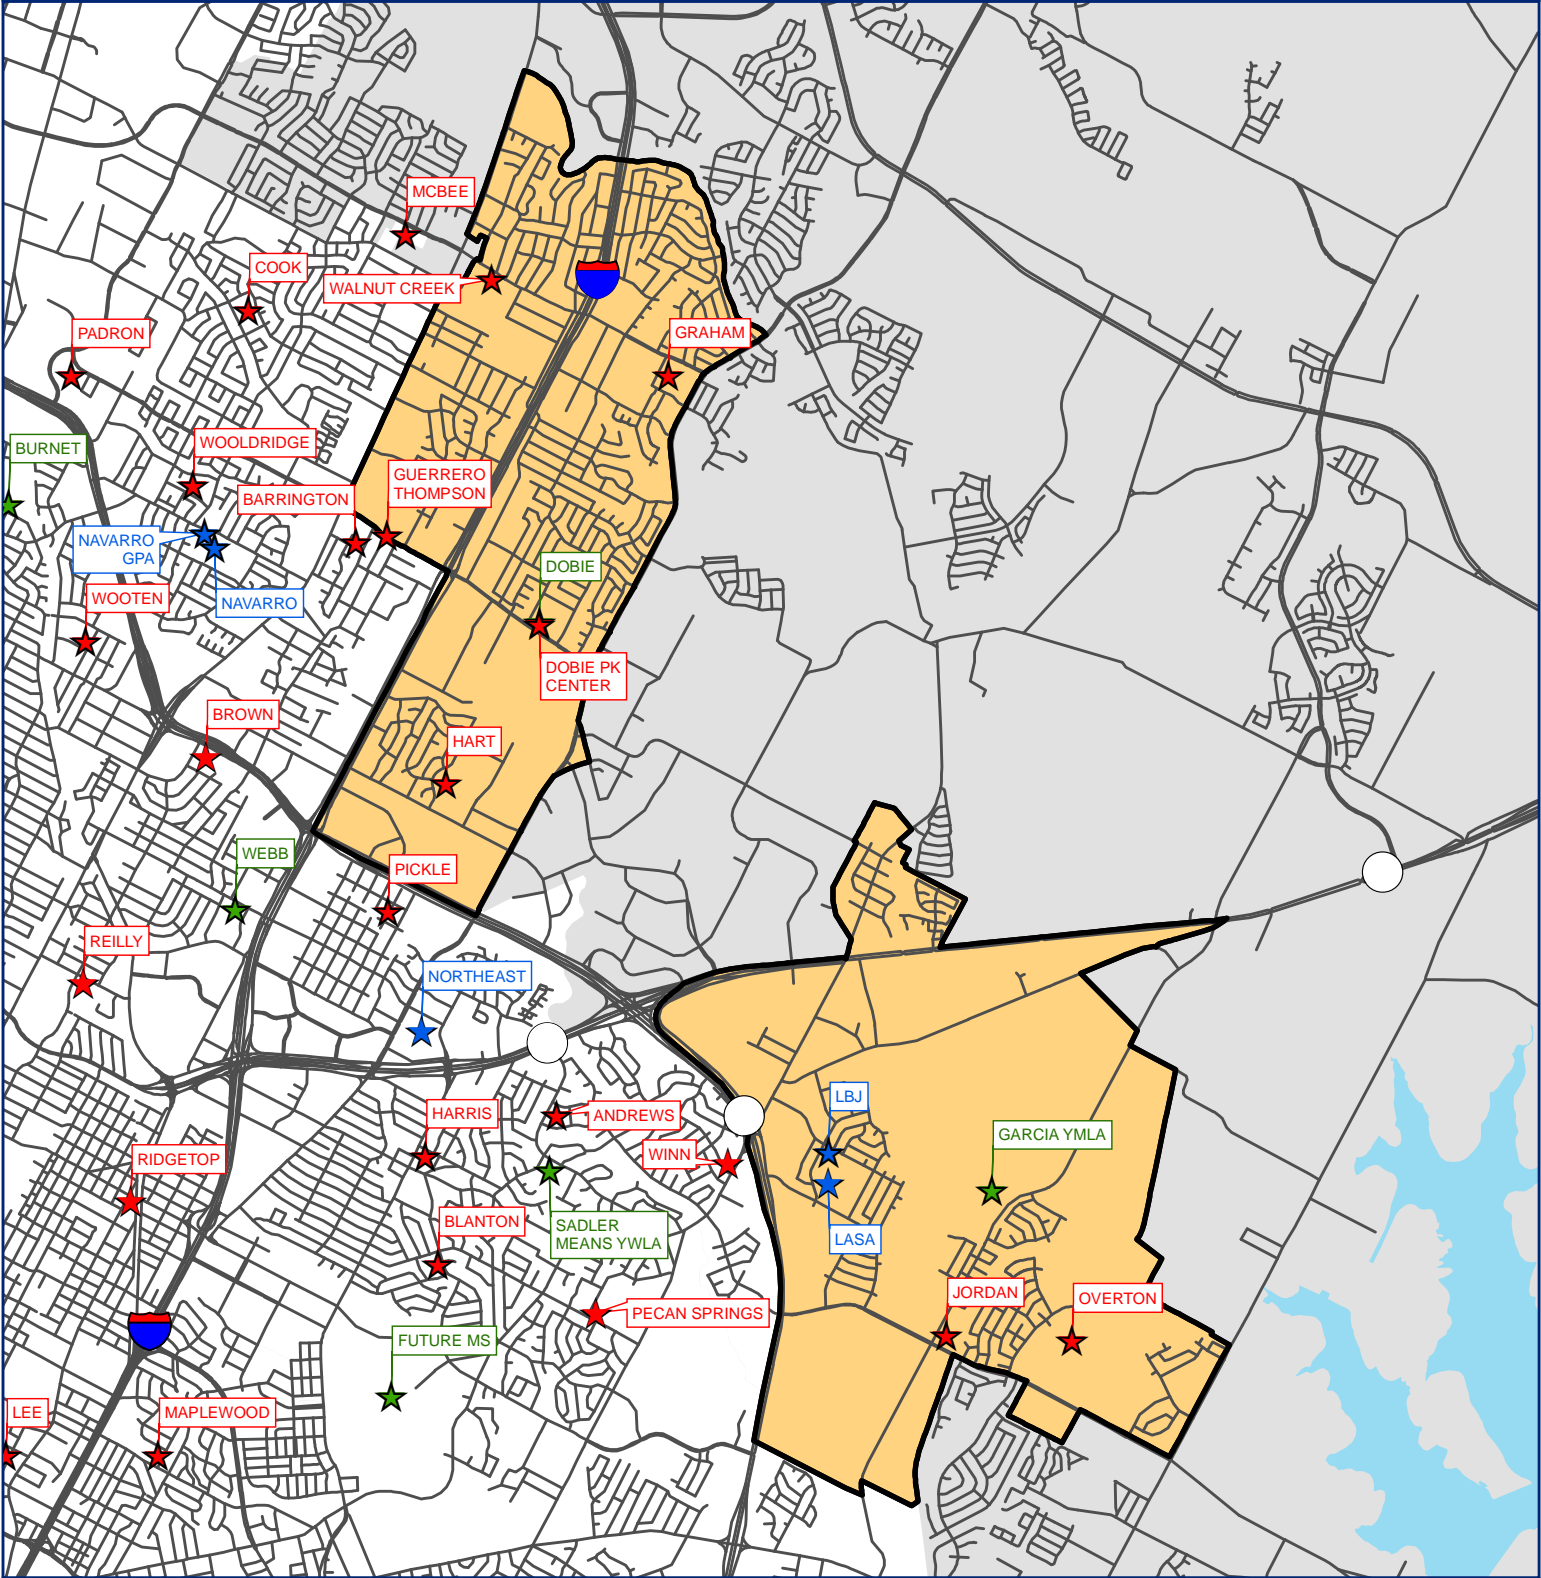 MCBEE
COOK
WALNUT CREEK
PADRON
GRAHAM
BURNET
WOOLDRIDGE
GUERRERO
THOMPSON
BARRINGTON
NAVARRO
GPA
DOBIE
WOOTEN
NAVARRO
DOBIE PK
CENTER
BROWN
HART
WEBB
PICKLE
REILLY
NORTHEAST
LBJ
HARRIS
ANDREWS
GARCIA YMLA
WINN
RIDGETOP
BLANTON
SADLER
MEANS YWLA
LASA
JORDAN
OVERTON
PECAN SPRINGS
FUTURE MS
LEE
MAPLEWOOD